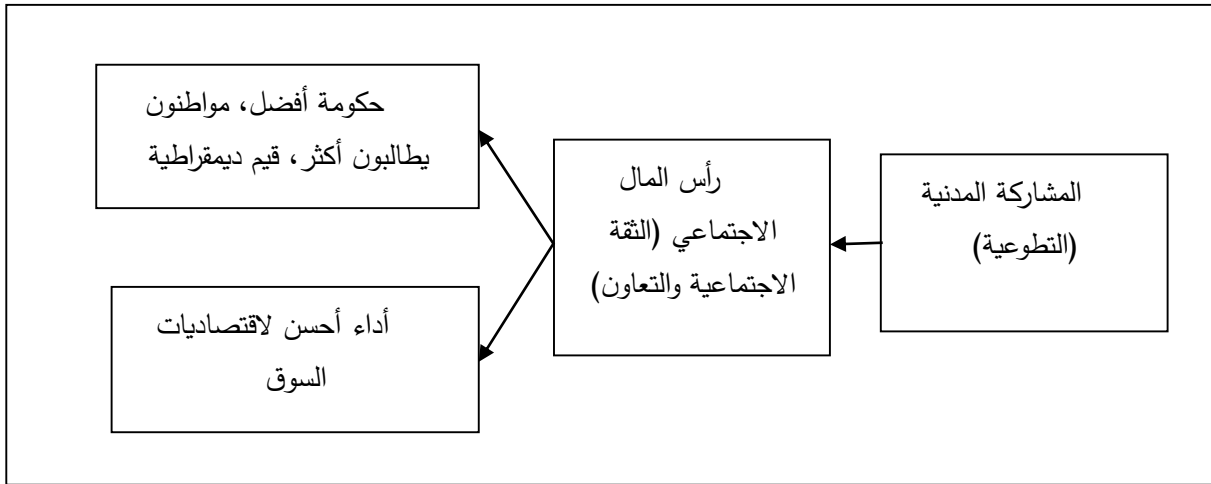 المشاركة المدنية
(التطوعية)
رأس المال
الاجتماعي (الثقة
الاجتماعية والتعاون)
حكومة أفضل، مواطنون
يطالبون أكثر، قيم ديمقراطية
أداء أحسن لاقتصاديات
السوق